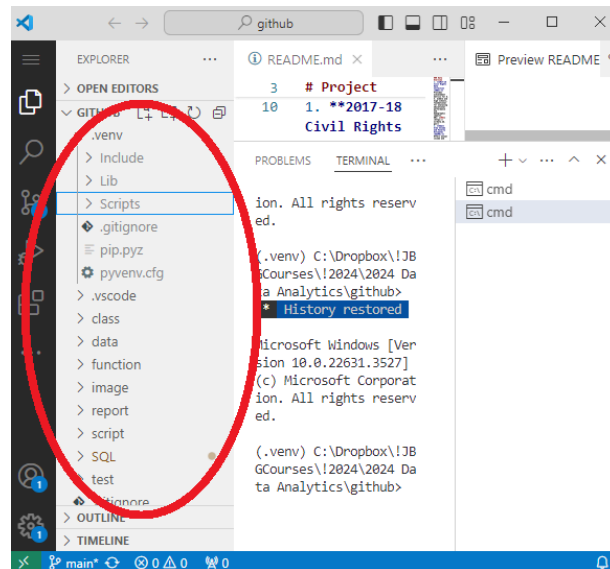 github
EXPLORER
OPEN EDITORS
.venv
Include
Lib
Scripts
.gitignore
pip.pyz
pyvenv.cfg
.vscode
class
data
function
image
report
script
SQL
test
OUTLINE
TIMELINE
README.md
Preview README
3 # Project
10 1. **2017-18
Civil Rights
PROBLEMS TERMINAL
cmd
cmd
ion. All rights reserv
ed.
(.venv) C:\Dropbox\!JB
GCourses\!2024\2024 Da
ta Analytics\github>
* History restored
Microsoft Windows [Ver
sion 10.0.22631.3527]
(c) Microsoft Corporat
ion. All rights reserv
ed.
(.venv) C:\Dropbox\!JB
GCourses\!2024\2024 Da
ta Analytics\github>
1
1
main* 0 0 0